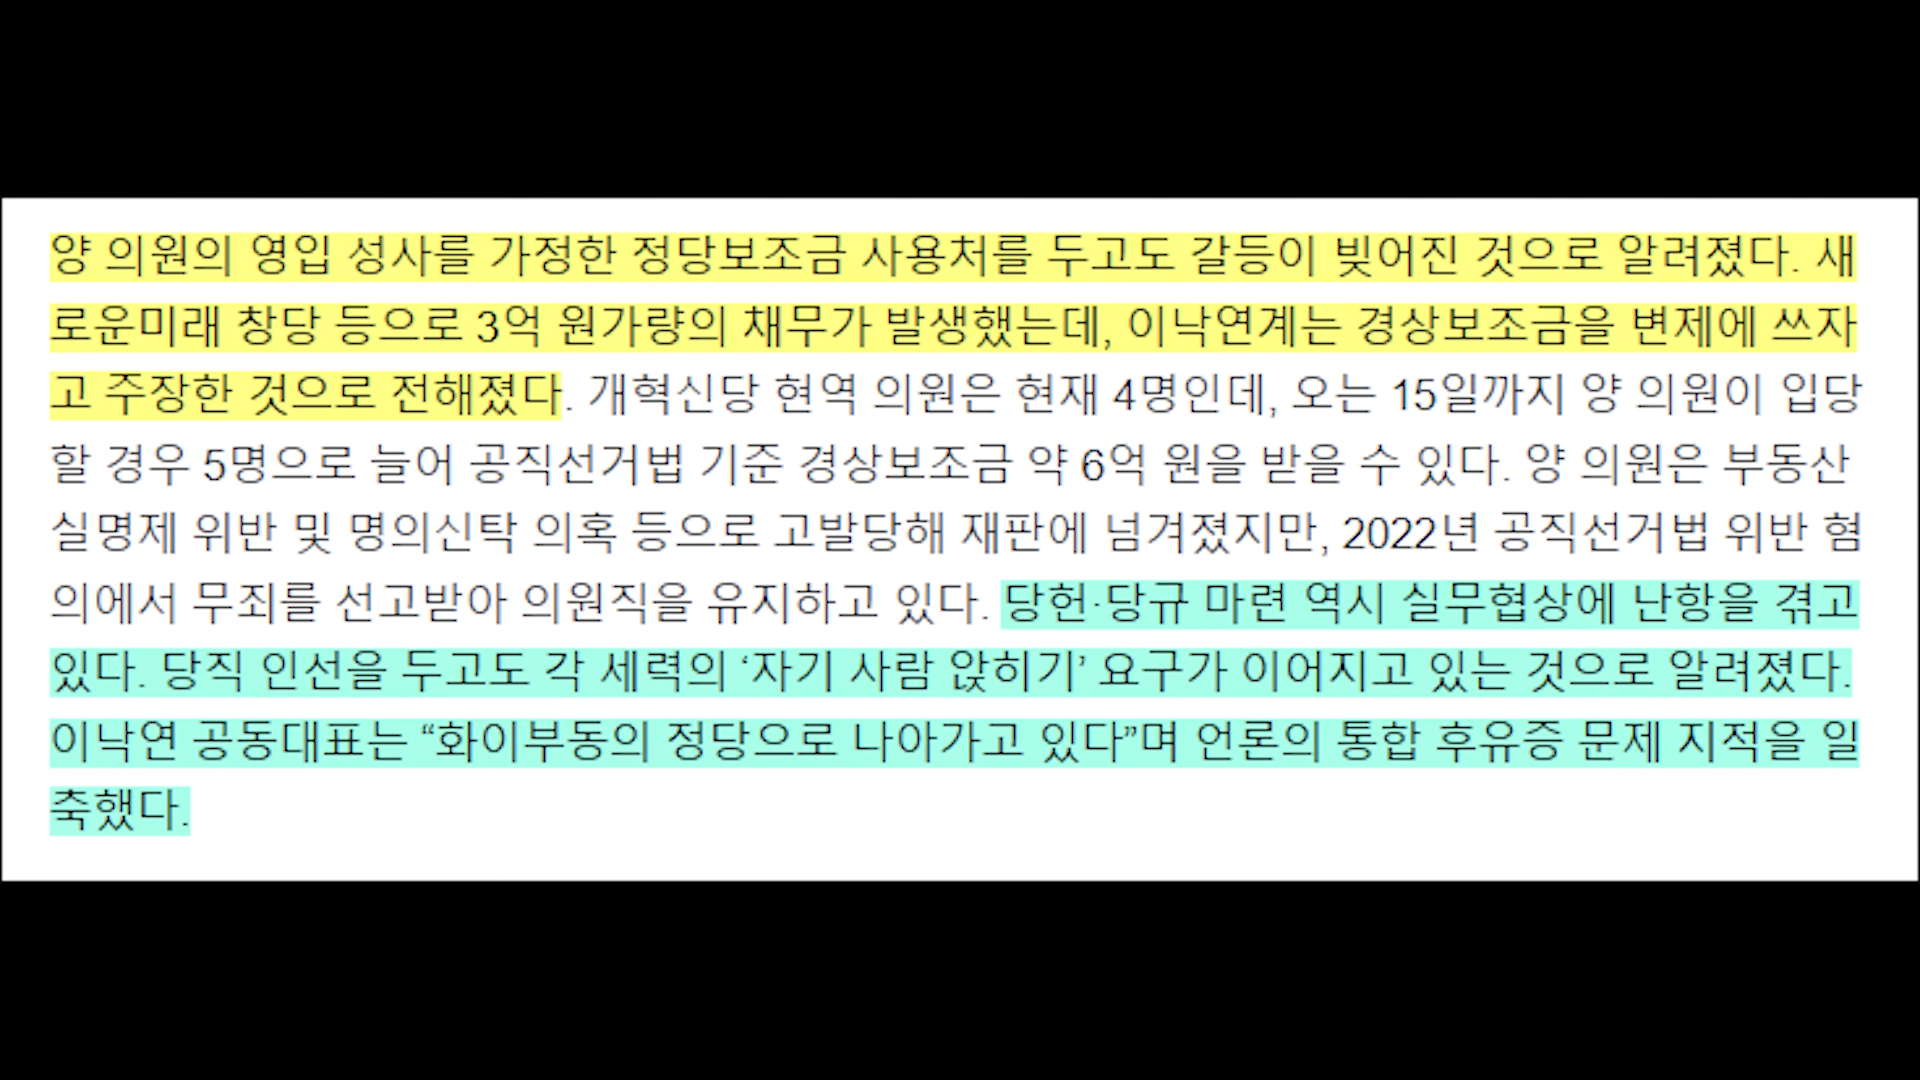 양 의원의 영입 성사를 가정한 정당보조금 사용처를 두고도 갈등이 빚어진 것으로 알려졌다. 새
로운미래 창당 등으로 3억 원가량의 채무가 발생했는데, 이낙연계는 경상보조금을 변제에 쓰자
고 주장한 것으로 전해졌다. 개혁신당 현역 의원은 현재 4명인데, 오는 15일까지 양 의원이 입당
할 경우 5명으로 늘어 공직선거법 기준 경상보조금 약 6억 원을 받을 수 있다. 양 의원은 부동산
실명제 위반 및 명의신탁 의혹 등으로 고발당해 재판에 넘겨졌지만, 2022년 공직선거법 위반 혐
의에서 무죄를 선고받아 의원직을 유지하고 있다. 당헌·당규 마련 역시 실무협상에 난항을 겪고
있다. 당직 인선을 두고도 각 세력의 ‘자기 사람 앉히기’ 요구가 이어지고 있는 것으로 알려졌다.
이낙연 공동대표는 “화이부동의 정당으로 나아가고 있다”며 언론의 통합 후유증 문제 지적을 일
축했다.